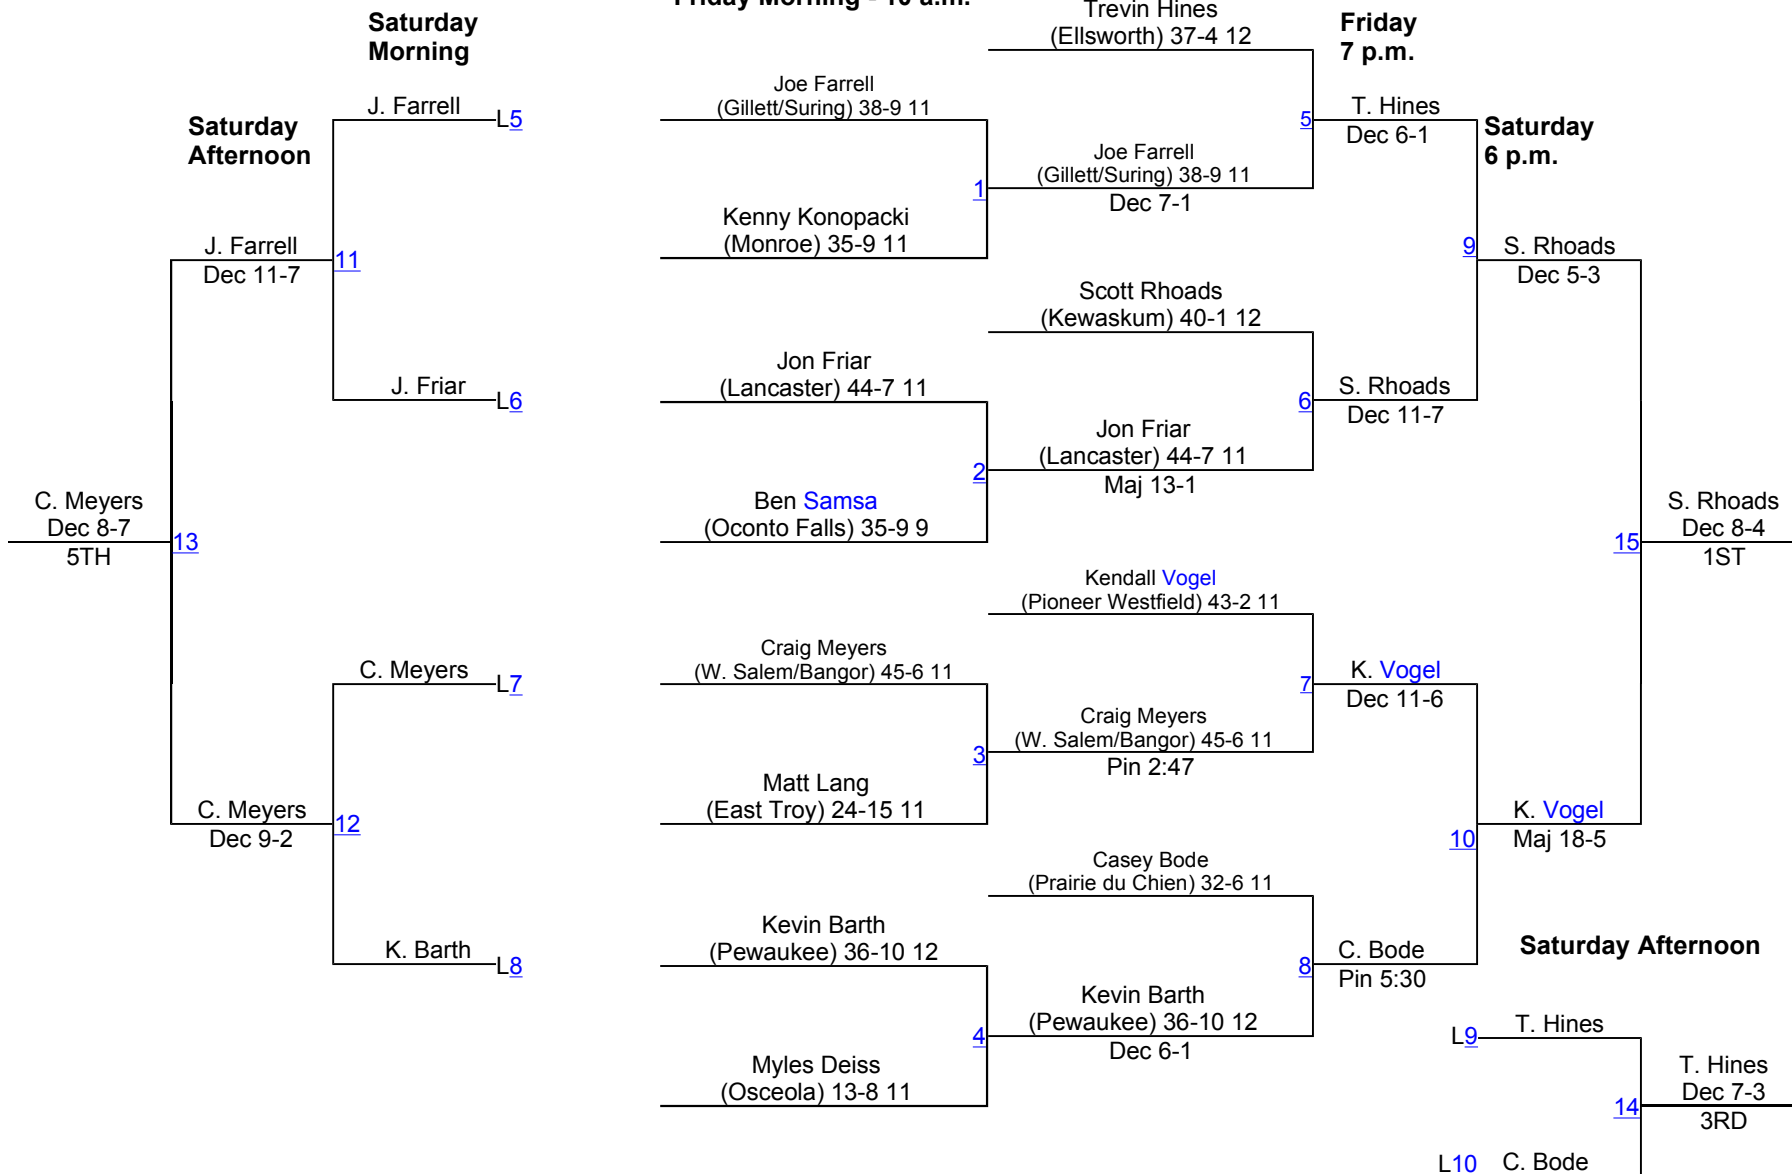 Friday Morning - 10 a.m.
Saturday
Morning
Trevin Hines
(Ellsworth) 37-4 12
Friday
7 p.m.
J. Farrell
L5
Joe Farrell
(Gillett/Suring) 38-9 11
5
T. Hines
Dec 6-1
Saturday
Afternoon
Saturday
6 p.m.
Joe Farrell
(Gillett/Suring) 38-9 11
Dec 7-1
1
Kenny Konopacki
(Monroe) 35-9 11
J. Farrell
Dec 11-7
11
9
S. Rhoads
Dec 5-3
Scott Rhoads
(Kewaskum) 40-1 12
Jon Friar
(Lancaster) 44-7 11
J. Friar
L6
6
S. Rhoads
Dec 11-7
Jon Friar
(Lancaster) 44-7 11
Maj 13-1
2
Ben Samsa
(Oconto Falls) 35-9 9
C. Meyers
Dec 8-7
5TH
13
15
S. Rhoads
Dec 8-4
1ST
Kendall Vogel
(Pioneer Westfield) 43-2 11
Craig Meyers
(W. Salem/Bangor) 45-6 11
C. Meyers
L7
7
K. Vogel
Dec 11-6
Craig Meyers
(W. Salem/Bangor) 45-6 11
Pin 2:47
3
Matt Lang
(East Troy) 24-15 11
C. Meyers
Dec 9-2
12
10
K. Vogel
Maj 18-5
Casey Bode
(Prairie du Chien) 32-6 11
Kevin Barth
(Pewaukee) 36-10 12
K. Barth
L8
8
C. Bode
Pin 5:30
Saturday Afternoon
Kevin Barth
(Pewaukee) 36-10 12
Dec 6-1
4
Myles Deiss
(Osceola) 13-8 11
L9
T. Hines
14
T. Hines
Dec 7-3
3RD
L10
C. Bode